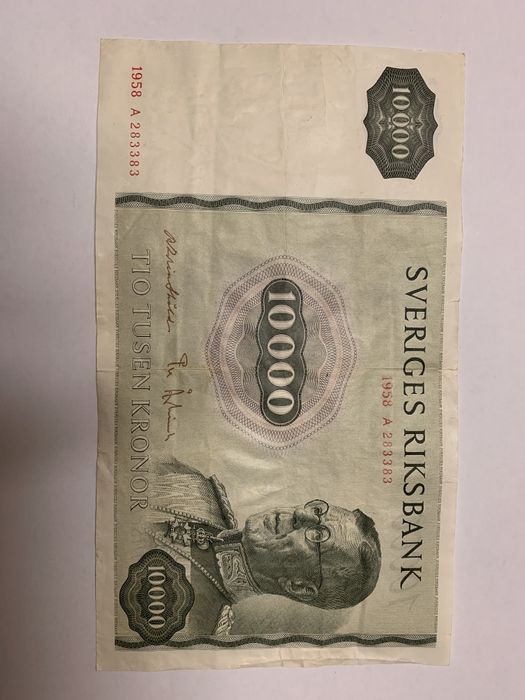 10000
1958 A 283383
SVERIGES RIKSBANK
1958 A 283383
10000
TIO TUSEN KRONOR
10000